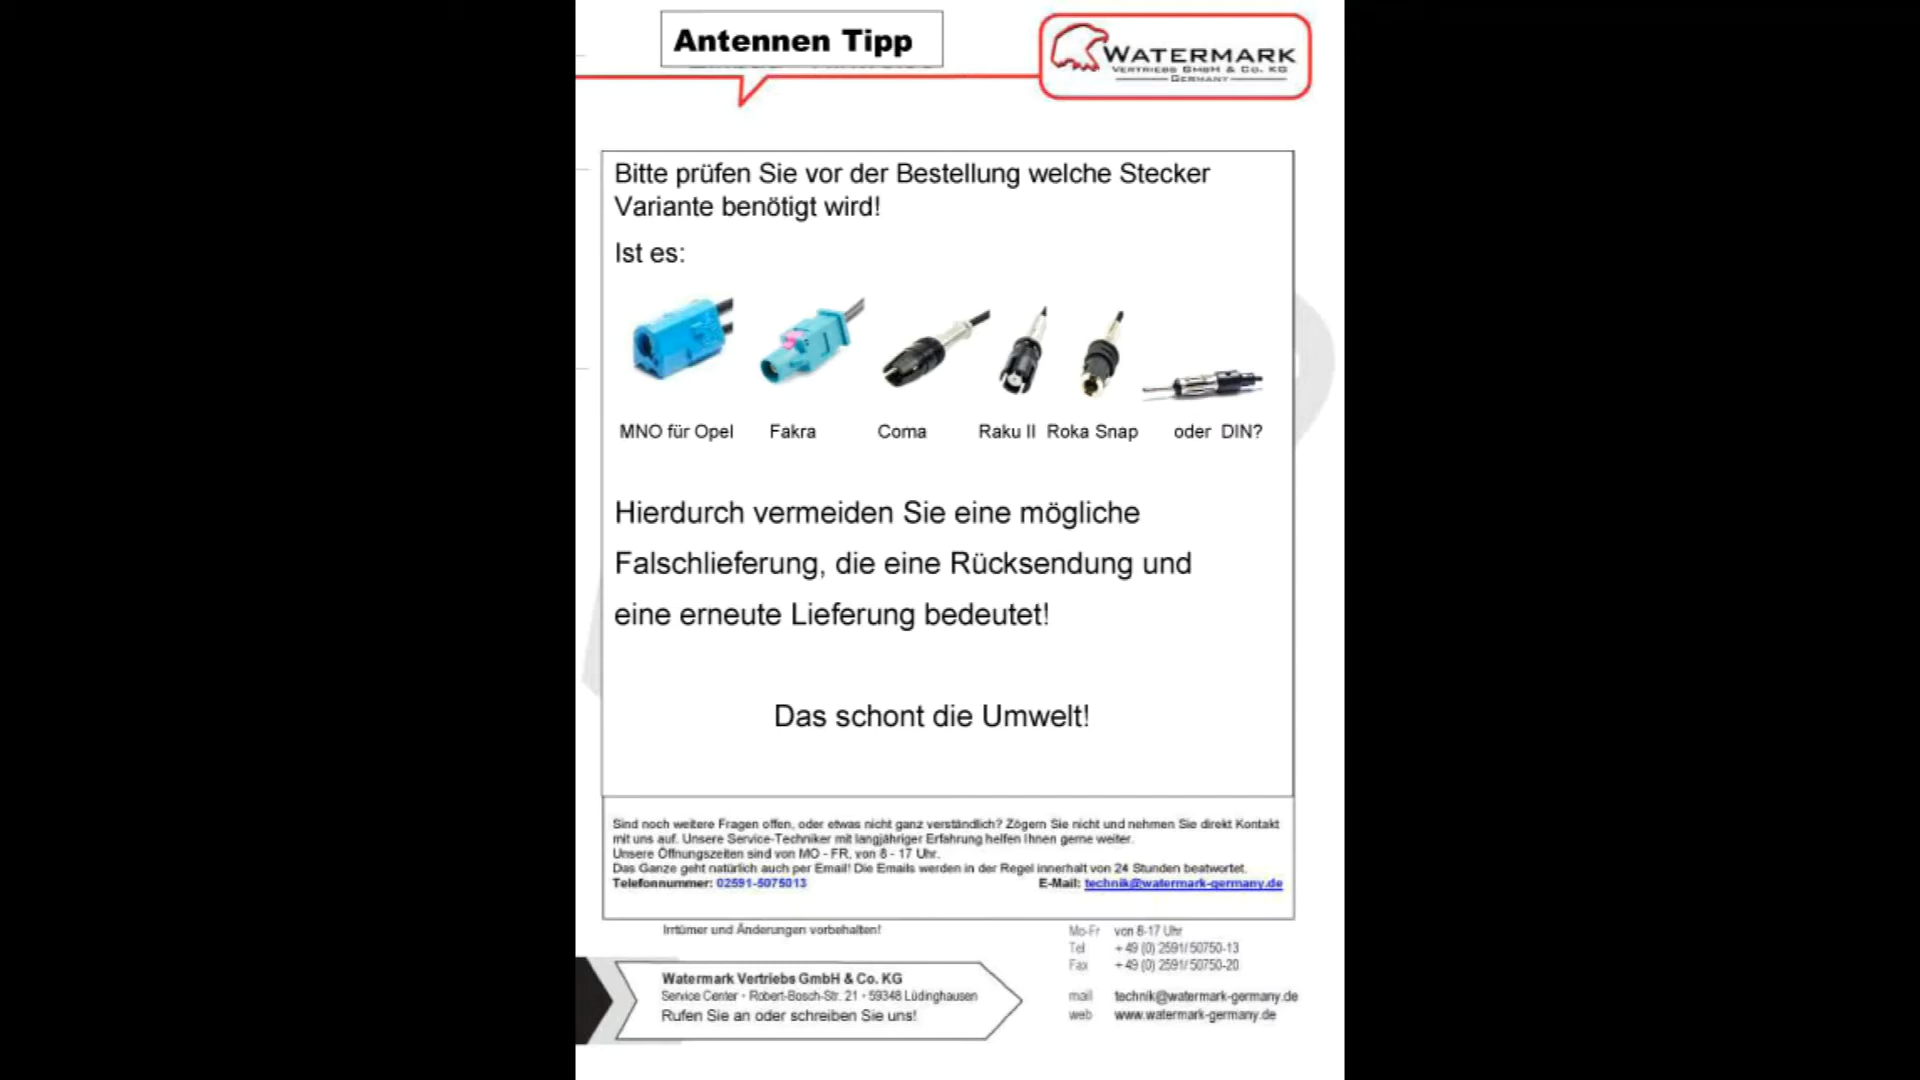 Antennen Tipp
WATERMARK
VERTRIEBS GMBH & CO. KG
GERMANY
Bitte prüfen Sie vor der Bestellung welche Stecker
Variante benötigt wird!
Ist es:
MNO für Opel Fakra Coma Raku II Roka Snap oder DIN?
Hierdurch vermeiden Sie eine mögliche
Falschlieferung, die eine Rücksendung und
eine erneute Lieferung bedeutet!
Das schont die Umwelt!
Sind noch weitere Fragen offen, oder etwas nicht ganz verständlich? Zögern Sie nicht und nehmen Sie direkt Kontakt
mit uns auf. Unsere Service-Techniker mit langjähriger Erfahrung helfen Ihnen gerne weiter.
Unsere Öffnungszeiten sind von MO - FR, von 8 - 17 Uhr.
Das Ganze geht natürlich auch per Email! Die Emails werden in der Regel innerhalt von 24 Stunden beatwortet.
Telefonnummer: 02591-5075013 E-Mail: technik@watermark-germany.de
Irrtümer und Änderungen vorbehalten!
Mo-Fr von 8-17 Uhr
Tel + 49 (0) 2591/ 50750-13
Fax + 49 (0) 2591/ 50750-20
mail technik@watermark-germany.de
web www.watermark-germany.de
Watermark Vertriebs GmbH & Co. KG
Service Center - Robert-Bosch-Str. 21 - 59348 Lüdinghausen
Rufen Sie an oder schreiben Sie uns!